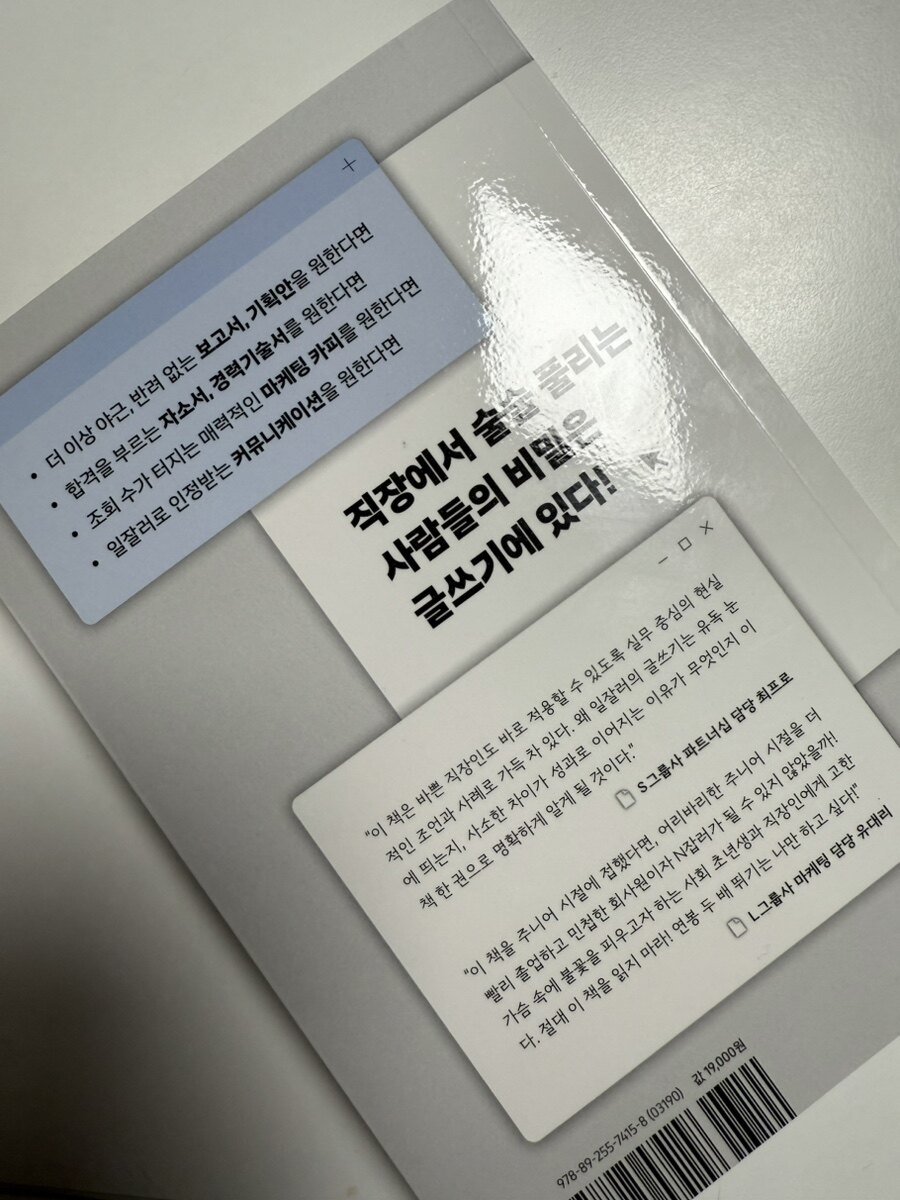 +
• 더 이상 야근, 반려 없는 보고서, 기획안을 원한다면
• 합격을 부르는 자소서, 경력기술서를 원한다면
• 조회 수가 터지는 매력적인 마케팅 카피를 원한다면
• 일잘러로 인정받는 커뮤니케이션을 원한다면
직장에서 술술 풀리는
사람들의 비밀은
글쓰기에 있다!
“이 책은 바쁜 직장인도 바로 적용할 수 있도록 실무 중심의 현실
적인 조언과 사례로 가득 차 있다. 왜 일잘러의 글쓰기는 유독 눈
에 띄는지, 사소한 차이가 성과로 이어지는 이유가 무엇인지 이
책 한 권으로 명확하게 알게 될 것이다.”
S그룹사 파트너십 담당 최프로
“이 책을 주니어 시절에 접했다면, 어리바리한 주니어 시절을 더
빨리 졸업하고 민첩한 회사원이자 N잡러가 될 수 있지 않았을까!
가슴 속에 불꽃을 피우고자 하는 사회 초년생과 직장인에게 고한
다. 절대 이 책을 읽지 마라! 연봉 두 배 뛰기는 나만 하고 싶다!”
L그룹사 마케팅 담당 유대리
978-89-255-7415-8 (03190) 값 19,000원